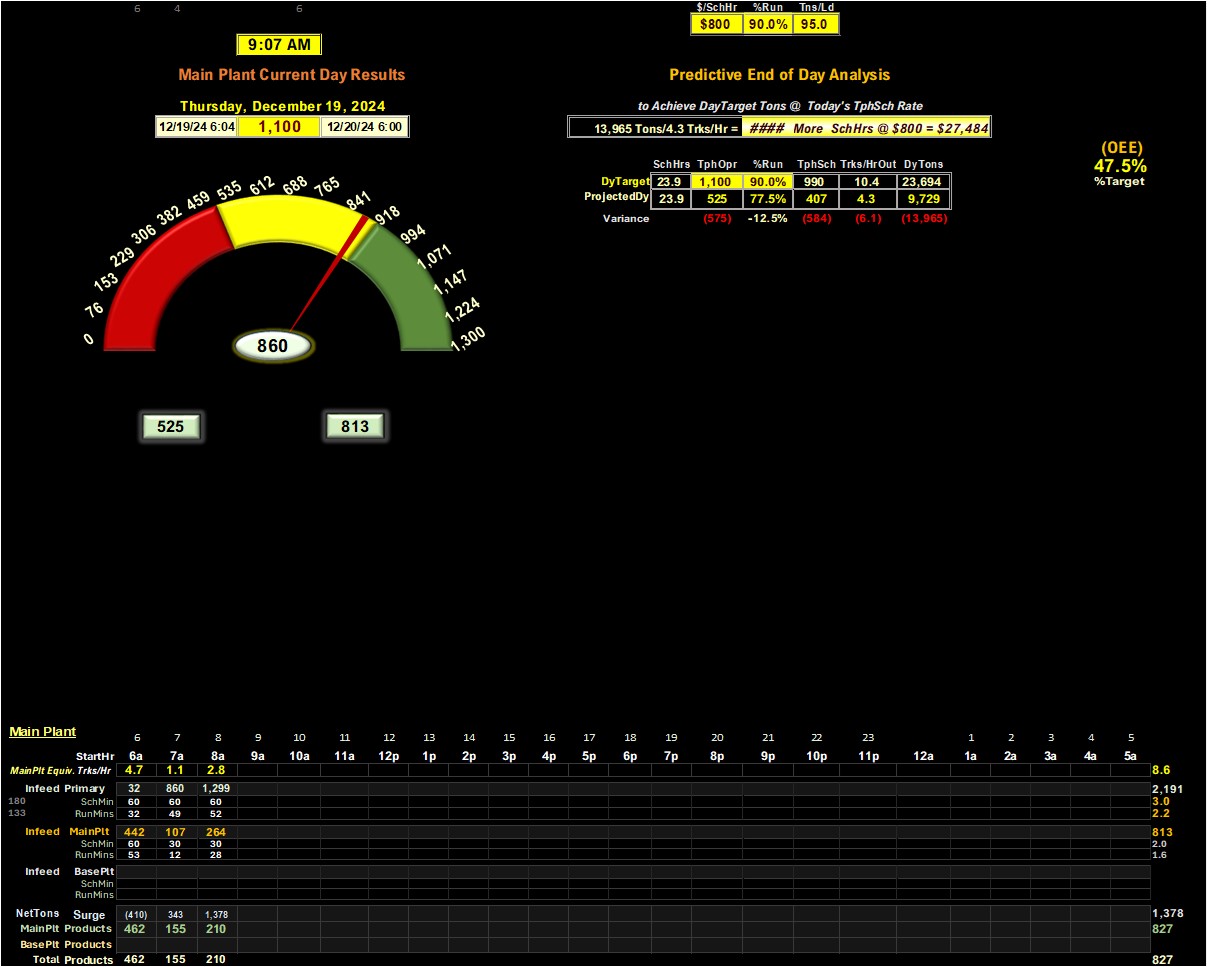 6 4 6
$/SchHr %Run Tns/Ld
$800 90.0% 95.0
9:07 AM
Main Plant Current Day Results
Predictive End of Day Analysis
Thursday, December 19, 2024
to Achieve DayTarget Tons @ Today's TphSch Rate
12/19/24 6:04 1,100 12/20/24 6:00
13,965 Tons/4.3 Trks/Hr = #### More SchHrs @ $800 = $27,484
(OEE)
47.5%
%Target
SchHrs TphOpr %Run TphSch Trks/HrOut DyTons
DyTarget 23.9 1,100 90.0% 990 10.4 23,694
ProjectedDy 23.9 525 77.5% 407 4.3 9,729
Variance (575) -12.5% (584) (6.1) (13,965)
0 76 153 229 306 382 459 535 612 688 765 841 918 994 1,071 1,147 1,224 1,300
860
525 813
Main Plant 6 7 8 9 10 11 12 13 14 15 16 17 18 19 20 21 22 23 1 2 3 4 5
StartHr 6a 7a 8a 9a 10a 11a 12p 1p 2p 3p 4p 5p 6p 7p 8p 9p 10p 11p 12a 1a 2a 3a 4a 5a
MainPlt Equiv. Trks/Hr 4.7 1.1 2.8 8.6
Infeed Primary 32 860 1,299 2,191
180 SchMin 60 60 60 3.0
133 RunMins 32 49 52 2.2
Infeed MainPlt 442 107 264 813
SchMin 60 30 30 2.0
RunMins 53 12 28 1.6
Infeed BasePlt
SchMin
RunMins
NetTons Surge (410) 343 1,378 1,378
MainPlt Products 462 155 210 827
BasePlt Products
Total Products 462 155 210 827